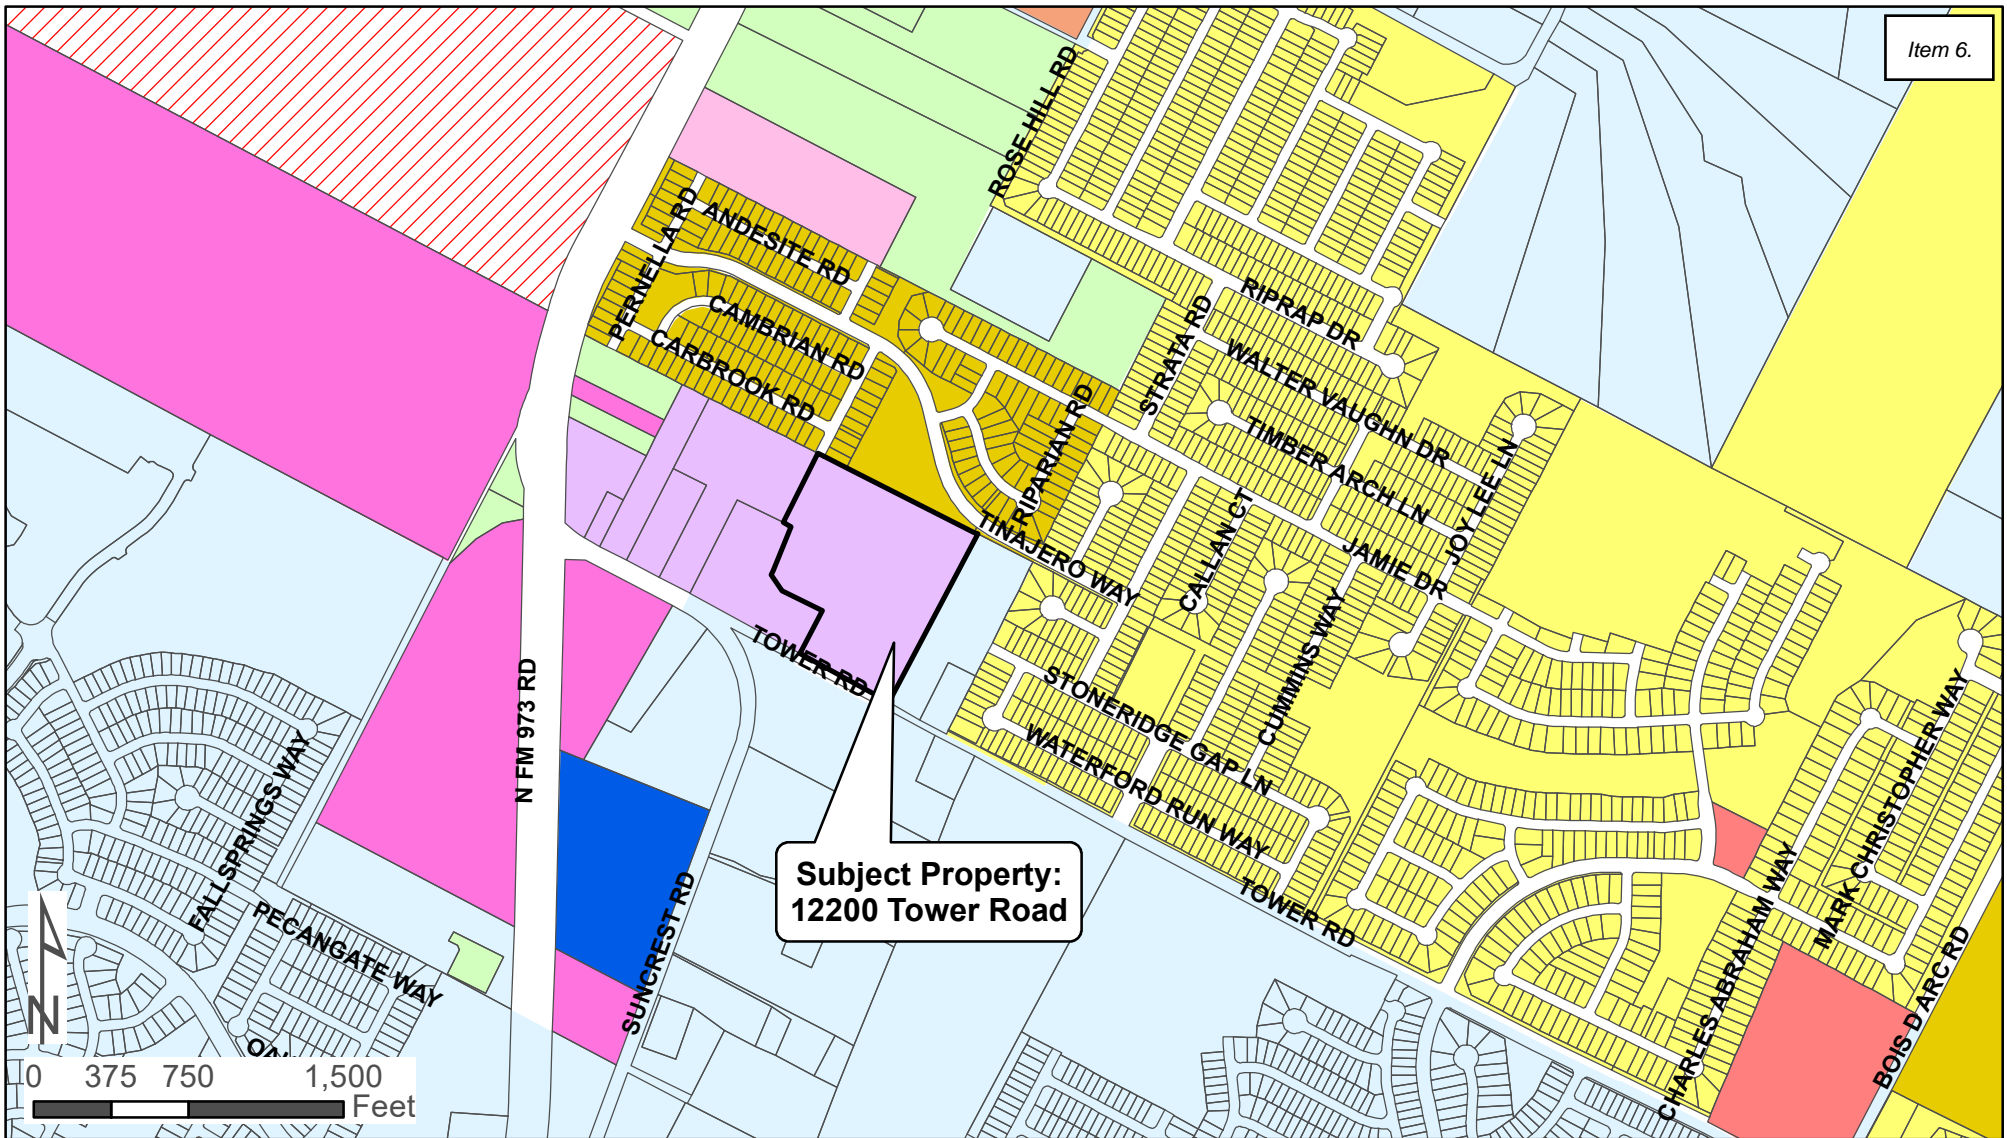 Item 6.
ROSE HILL RD
PERNELLA RD
ANDESITE RD
CAMBRIAN RD
CARBROOK RD
RIPRAP DR
STRATA RD
WALTER VAUGHN DR
TIMBER ARCH LN
RIPARIAN RD
JOY LEE LN
TINAJERO WAY
CALLAN CT
JAMIE DR
CUMMINS WAY
TOWER RD
STONERIDGE GAP LN
N FM 973 RD
WATERFORD RUN WAY
FALLSPRINGS WAY
MARK CHRISTOPHER WAY
Subject Property:
12200 Tower Road
TOWER RD
SUNCREST RD
PECANGATE WAY
CHARLES ABRAHAM WAY
BOIS D ARC RD
N
0 375 750 1,500
Feet